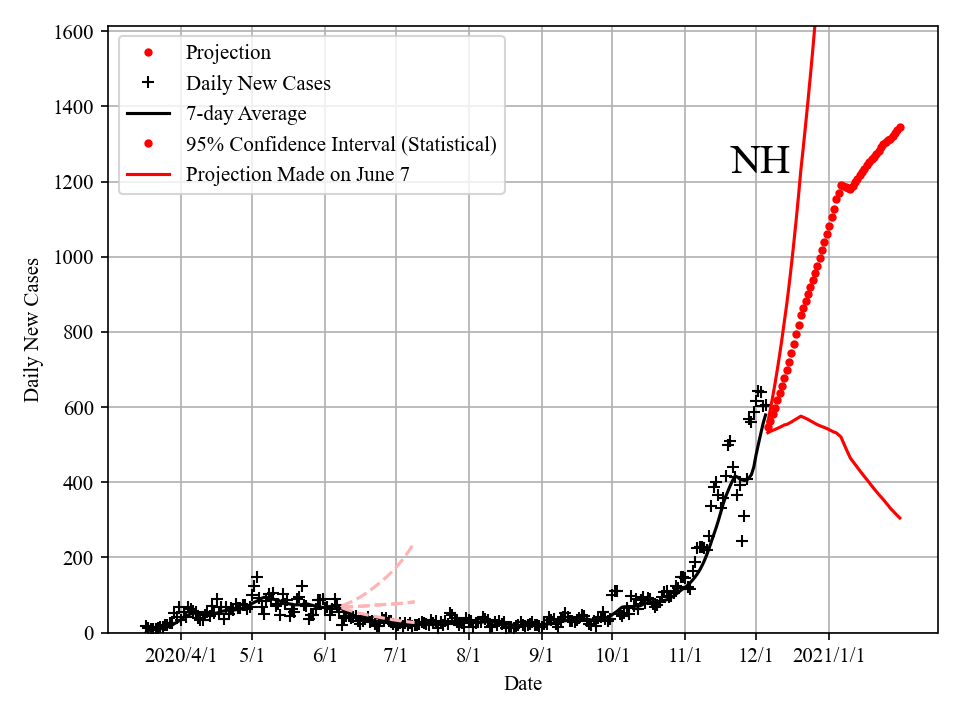 Projection
Daily New Cases
7-day Average
95% Confidence Interval (Statistical)
Projection Made on June 7
NH
1600
1400
1200
1000
800
600
400
200
0
Daily New Cases
2020/4/1 5/1 6/1 7/1 8/1 9/1 10/1 11/1 12/1 2021/1/1
Date